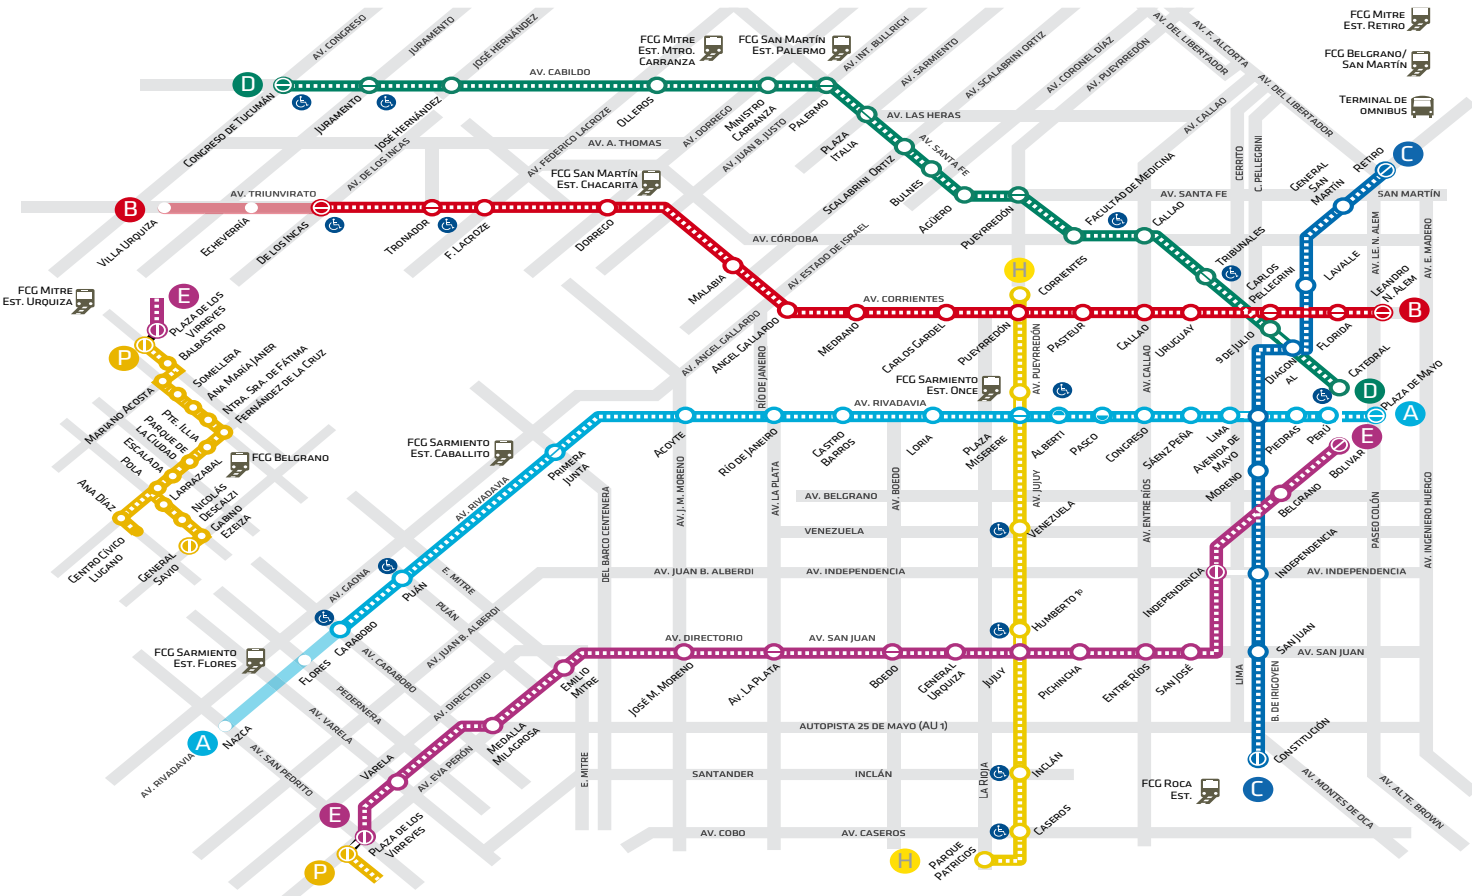 AV. CONGRESO
JURAMENTO
JOSÉ HERNÁNDEZ
FCG MITRE
EST. MTRO.
CARRANZA
FCG SAN MARTÍN
EST. PALERMO
AV. INT. BULLRICH
AV. SARMIENTO
AV. SCALABRINI ORTIZ
AV. CORONEL DÍAZ
AV. PUEYRREDÓN
AV. DEL LIBERTADOR
AV. F. ALCORTA
AV. DEL LIBERTADOR
FCG MITRE
EST. RETIRO
FCG BELGRANO/
SAN MARTÍN
TERMINAL DE
OMNIBUS
D
AV. CABILDO
CONGRESO DE TUCUMÁN
JURAMENTO
JOSÉ HERNÁNDEZ
OLLEROS
MINISTRO
CARRANZA
PALERMO
PLAZA
ITALIA
SCALABRINI ORTIZ
BULNES
AGÜERO
PUEYRREDÓN
FACULTAD DE MEDICINA
CALLAO
TRIBUNALES
9 DE JULIO
CATEDRAL
D
AV. A. THOMAS
AV. DE LOS INCAS
AV. FEDERICO LACROZE
AV. DORREGO
AV. JUAN B. JUSTO
AV. LAS HERAS
AV. SANTA FE
AV. CALLAO
CERRITO
C. PELLEGRINI
AV. SANTA FE
SAN MARTÍN
AV. LE. N. ALEM
AV. E. MADERO
FCG SAN MARTÍN
EST. CHACARITA
AV. TRIUNVIRATO
B
VILLA URQUIZA
ECHEVERRÍA
DE LOS INCAS
TRONADOR
F. LACROZE
DORREGO
MALABIA
ANGEL GALLARDO
MEDRANO
CARLOS GARDEL
PUEYRREDÓN
PASTEUR
CALLAO
URUGUAY
CARLOS
PELLEGRINI
FLORIDA
LEANDRO
N. ALEM
B
AV. CÓRDOBA
AV. ESTADO DE ISRAEL
AV. CORRIENTES
AV. ANGEL GALLARDO
RÍO DE JANEIRO
C
RETIRO
GENERAL
SAN
MARTÍN
LAVALLE
DIAGON
AL
AVENIDA DE
MAYO
MORENO
INDEPENDENCIA
SAN JUAN
CONSTITUCIÓN
C
H
CORRIENTES
AV. PUEYRREDÓN
AV. CALLAO
FCG SARMIENTO
EST. ONCE
FCG MITRE
EST. URQUIZA
E
PLAZA DE LOS
VIRREYES
P
BALBASTRO
SOMELLERA
ANA MARÍA JANER
NTRA. SRA. DE FÁTIMA
FERNÁNDEZ DE LA CRUZ
MARIANO ACOSTA
PTE. ILLIA
PARQUE DE
LA CIUDAD
ESCALADA
POLA
ANA DÍAZ
LARRAZABAL
FCG BELGRANO
NICOLÁS
DESCALZI
GABINO
EZEIZA
CENTRO CÍVICO
LUGANO
GENERAL
SAVIO
FCG SARMIENTO
EST. CABALLITO
AV. RIVADAVIA
PRIMERA
JUNTA
ACOYTE
RÍO DE JANEIRO
CASTRO
BARROS
LORIA
PLAZA
MISERERE
ALBERTI
PASCO
CONGRESO
SÁENZ PEÑA
LIMA
PIEDRAS
PERÚ
PLAZA DE MAYO
A
E
BOLIVAR
BELGRANO
INDEPENDENCIA
AV. RIVADAVIA
AV. J. M. MORENO
AV. LA PLATA
AV. BOEDO
AV. JUJUY
AV. ENTRE RÍOS
AV. BELGRANO
VENEZUELA
VENEZUELA
DEL BARCO CENTENERA
AV. JUAN B. ALBERDI
AV. INDEPENDENCIA
AV. INDEPENDENCIA
PASEO COLÓN
AV. INGENIERO HUERGO
AV. GAONA
E. MITRE
PUÁN
PUÁN
AV. JUAN B. ALBERDI
CARABOBO
FLORES
NAZCA
A
AV. RIVADAVIA
FCG SARMIENTO
EST. FLORES
AV. CARABOBO
PEDERNERA
AV. VARELA
AV. SAN PEDRITO
AV. DIRECTORIO
AV. EVA PERÓN
AV. DIRECTORIO
AV. SAN JUAN
AV. SAN JUAN
HUMBERTO 1º
EMILIO
MITRE
JOSÉ M. MORENO
AV. LA PLATA
BOEDO
GENERAL
URQUIZA
JUJUY
PICHINCHA
ENTRE RÍOS
SAN JOSÉ
LIMA
B. DE IRIGOYEN
MEDALLA
MILAGROSA
VARELA
E
PLAZA DE LOS
VIRREYES
P
AUTOPISTA 25 DE MAYO (AU 1)
E. MITRE
SANTANDER
INCLÁN
LA RIOJA
INCLÁN
CASEROS
AV. COBO
AV. CASEROS
H
PARQUE
PATRICIOS
FCG ROCA
EST.
AV. MONTES DE OCA
AV. ALTE. BROWN